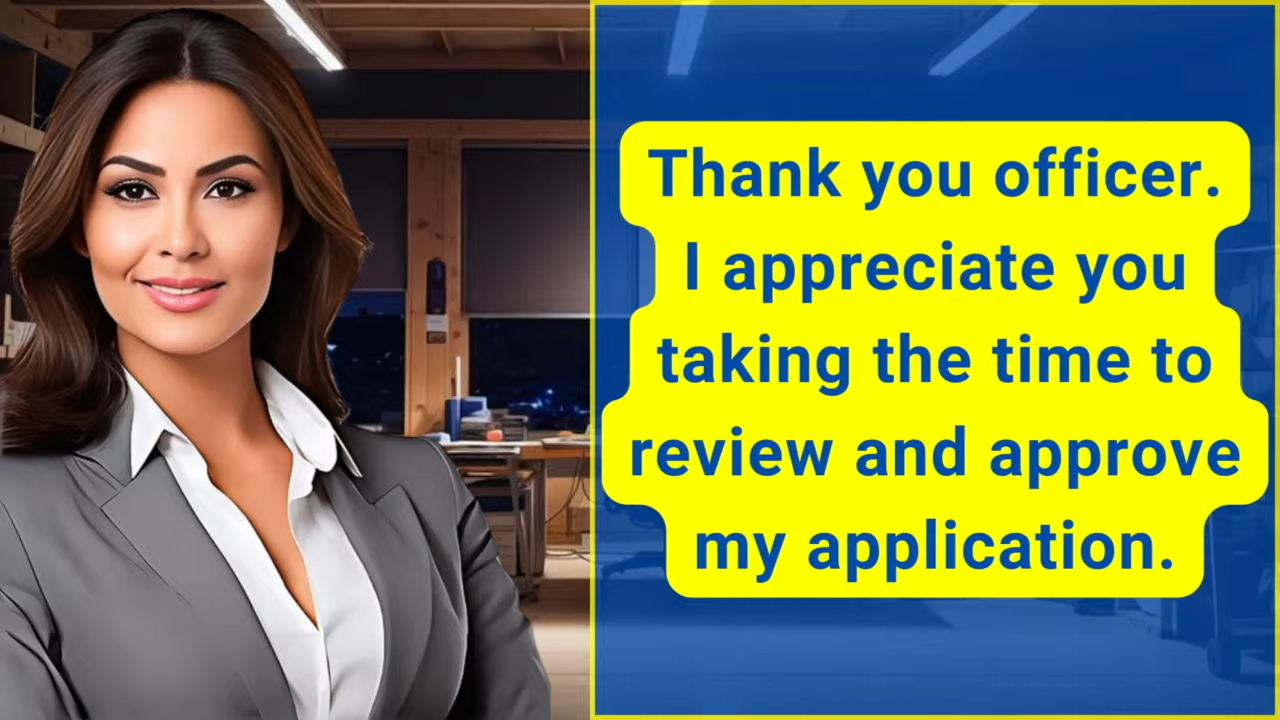 Thank you officer.
I appreciate you
taking the time to
review and approve
my application.